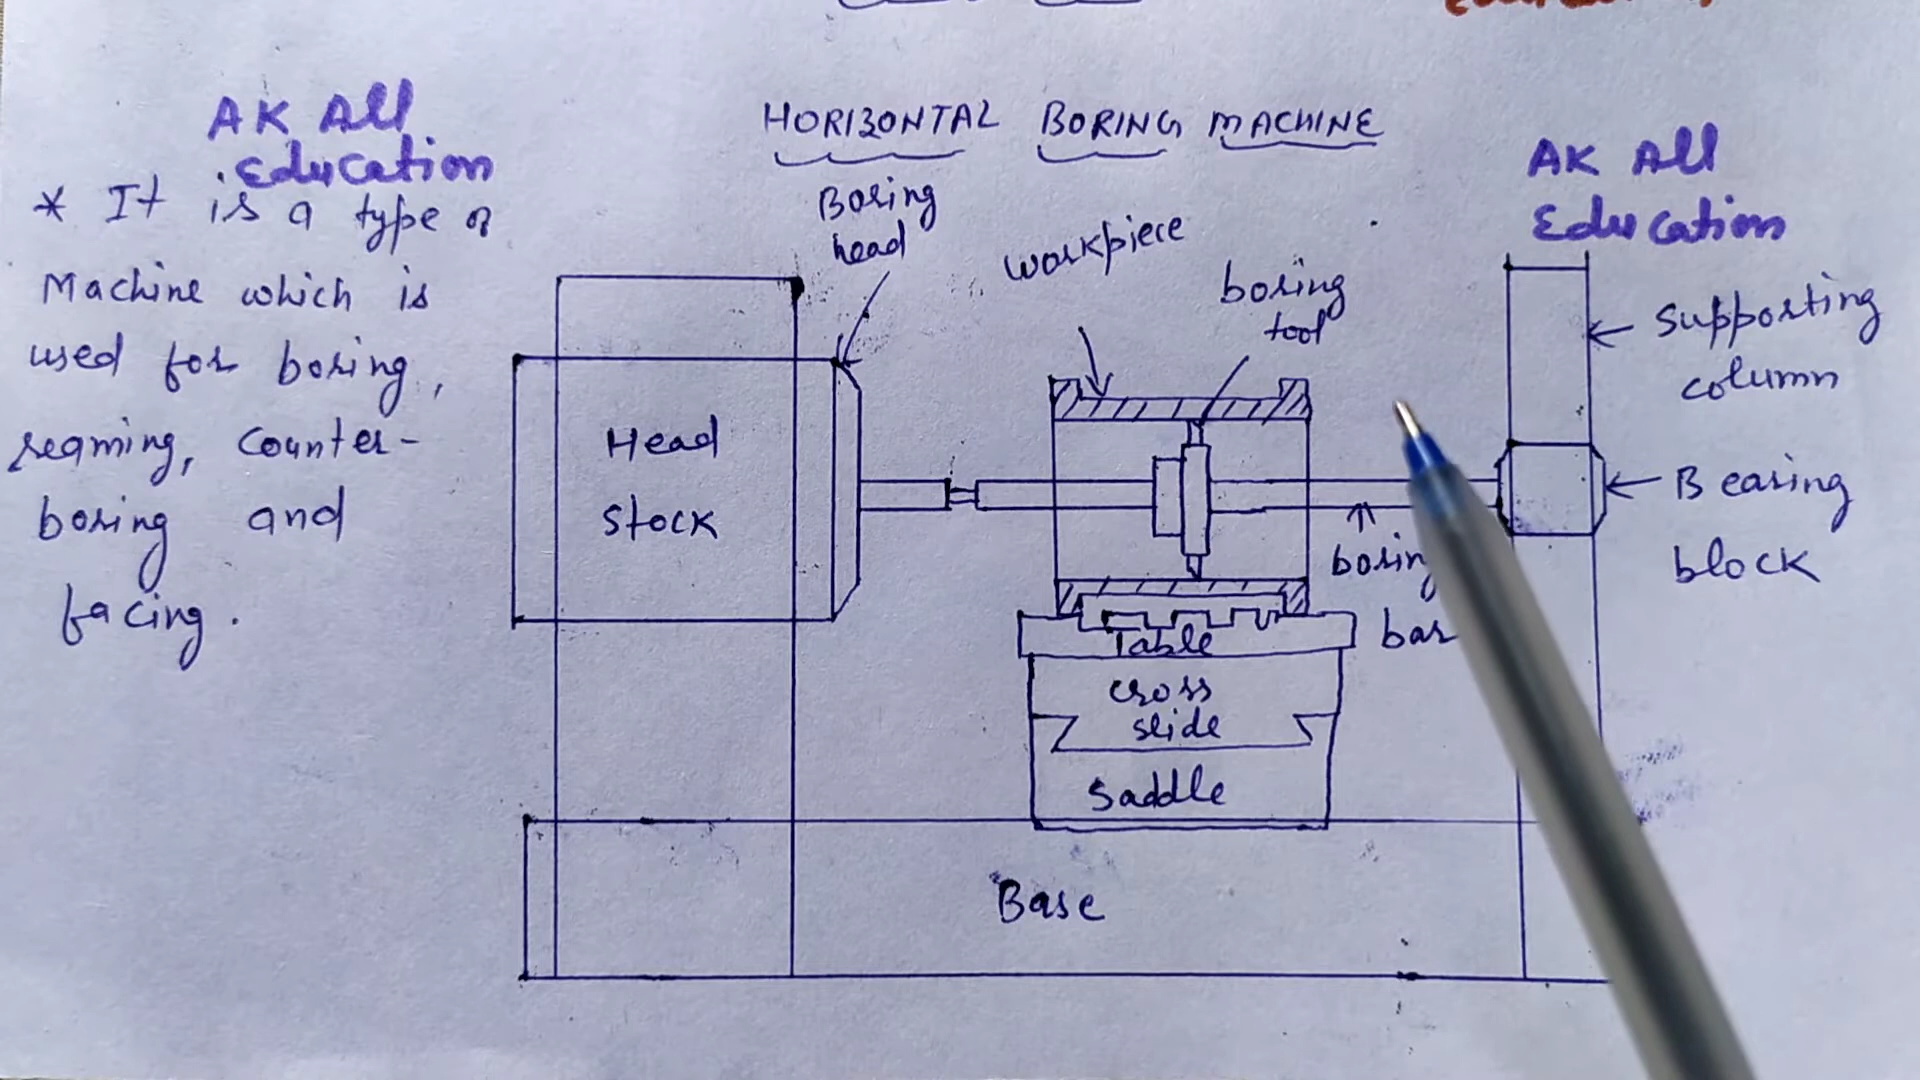 AK All
Education
HORIZONTAL BORING MACHINE
AK All
Education
* It is a type of
Machine which is
used for boring,
reaming, counter-
boring and
facing.
Boring
head
workpiece
boring
tool
Supporting
column
Head
stock
Bearing
block
boring
bar
Table
cross
slide
Saddle
Base